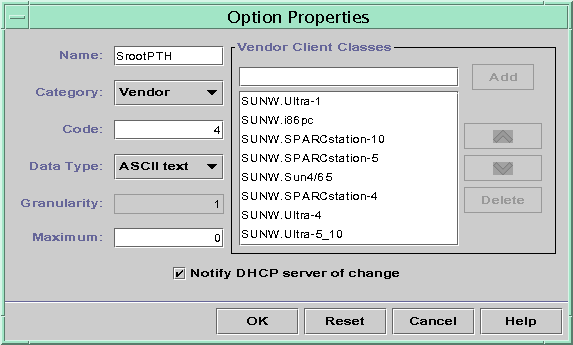 Option Properties
Name: SrootPTH
Category: Vendor
Code: 4
Data Type: ASCII text
Granularity: 1
Maximum: 0
Vendor Client Classes
Add
SUNW.Ultra-1
SUNW.i86pc
SUNW.SPARCstation-10
SUNW.SPARCstation-5
SUNW.Sun4/65
SUNW.SPARCstation-4
SUNW.Ultra-4
SUNW.Ultra-5_10
Delete
Notify DHCP server of change
OK Reset Cancel Help